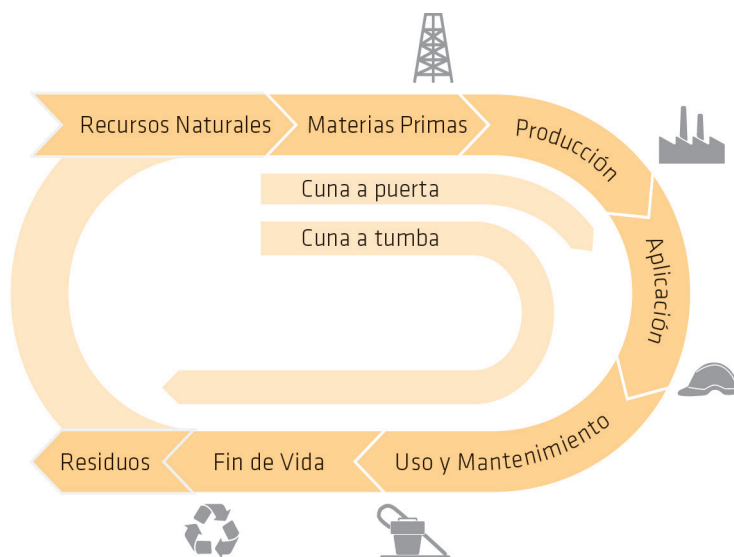 Recursos Naturales
Materias Primas
Producción
Cuna a puerta
Cuna a tumba
Aplicación
Uso y Mantenimiento
Fin de Vida
Residuos